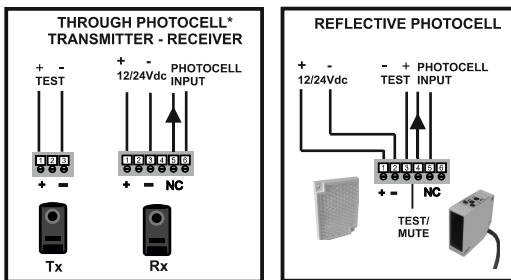 THROUGH PHOTOCELL*
TRANSMITTER - RECEIVER
+ -
TEST
+ -
12/24Vdc
PHOTOCELL
INPUT
1 2 3
+ -
1 2 3 4 5 6
+ - NC
Tx
Rx
REFLECTIVE PHOTOCELL
+ -
12/24Vdc
- +
TEST
PHOTOCELL
INPUT
1 2 3 4 5 6
+ - NC
TEST/
MUTE